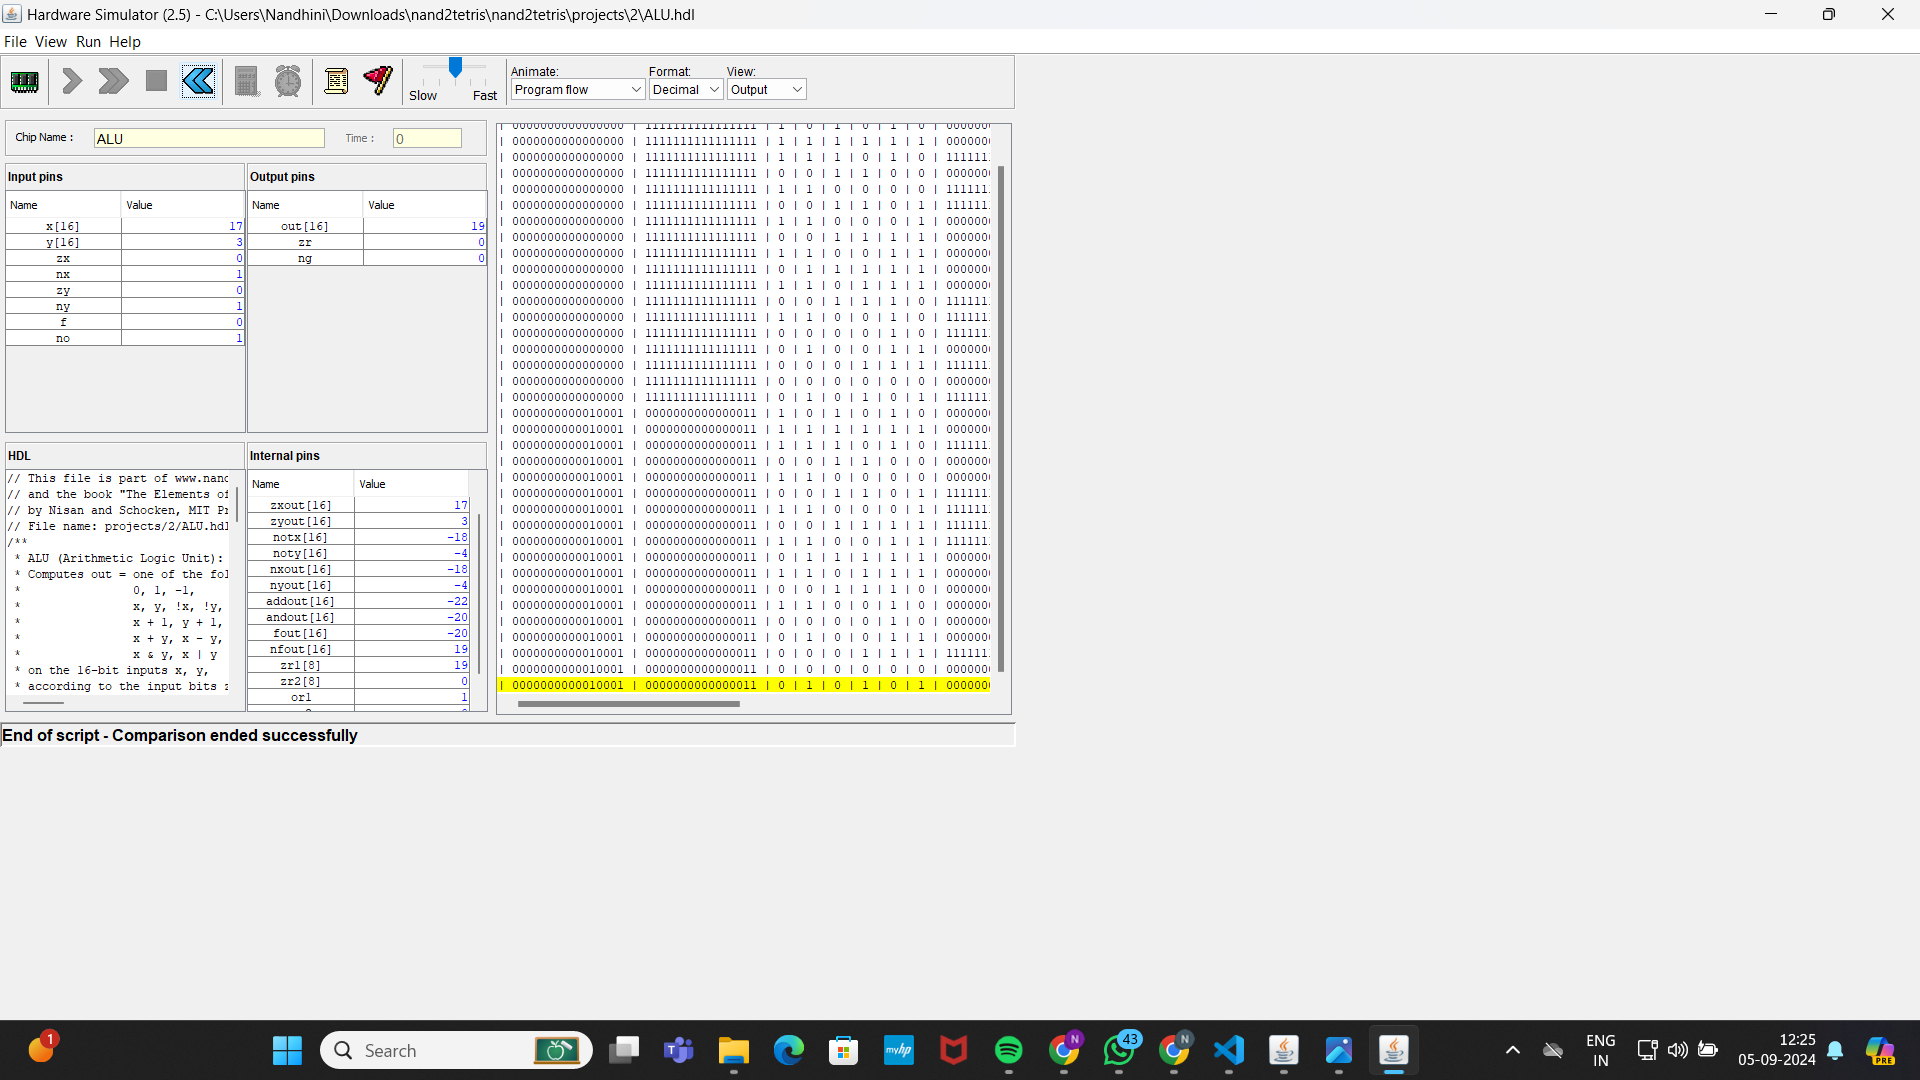 Hardware Simulator (2.5) - C:\Users\Nandhini\Downloads\nand2tetris\nand2tetris\projects\2\ALU.hdl
File View Run Help
Slow Fast
Animate: Format: View:
Program flow Decimal Output
Chip Name : ALU Time : 0
Input pins
Name Value
x[16] 17
y[16] 3
zx 0
nx 1
zy 0
ny 1
f 0
no 1
Output pins
Name Value
out[16] 19
zr 0
ng 0
HDL
// This file is part of www.nand
// and the book "The Elements of
// by Nisan and Schocken, MIT Pr
// File name: projects/2/ALU.hdl
/**
* ALU (Arithmetic Logic Unit):
* Computes out = one of the fol
* 0, 1, -1,
* x, y, !x, !y,
* x + 1, y + 1,
* x + y, x - y,
* x & y, x | y
* on the 16-bit inputs x, y,
* according to the input bits z
Internal pins
Name Value
zxout[16] 17
zyout[16] 3
notx[16] -18
noty[16] -4
nxout[16] -18
nyout[16] -4
addout[16] -22
andout[16] -20
fout[16] -20
nfout[16] 19
zr1[8] 19
zr2[8] 0
or1 1
| 0000000000000000 | 1111111111111111 | 1 | 0 | 1 | 0 | 1 | 0 | 000000
| 0000000000000000 | 1111111111111111 | 1 | 1 | 1 | 1 | 1 | 1 | 000000
| 0000000000000000 | 1111111111111111 | 1 | 1 | 1 | 0 | 1 | 0 | 111111
| 0000000000000000 | 1111111111111111 | 0 | 0 | 1 | 1 | 0 | 0 | 000000
| 0000000000000000 | 1111111111111111 | 1 | 1 | 0 | 0 | 0 | 0 | 111111
| 0000000000000000 | 1111111111111111 | 0 | 0 | 1 | 1 | 0 | 1 | 111111
| 0000000000000000 | 1111111111111111 | 1 | 1 | 0 | 0 | 0 | 1 | 000000
| 0000000000000000 | 1111111111111111 | 0 | 0 | 1 | 1 | 1 | 1 | 000000
| 0000000000000000 | 1111111111111111 | 1 | 1 | 0 | 0 | 1 | 1 | 000000
| 0000000000000000 | 1111111111111111 | 0 | 1 | 1 | 1 | 1 | 1 | 000000
| 0000000000000000 | 1111111111111111 | 1 | 1 | 0 | 1 | 1 | 1 | 000000
| 0000000000000000 | 1111111111111111 | 0 | 0 | 1 | 1 | 1 | 0 | 111111
| 0000000000000000 | 1111111111111111 | 1 | 1 | 0 | 0 | 1 | 0 | 111111
| 0000000000000000 | 1111111111111111 | 0 | 0 | 0 | 0 | 1 | 0 | 111111
| 0000000000000000 | 1111111111111111 | 0 | 1 | 0 | 0 | 1 | 1 | 000000
| 0000000000000000 | 1111111111111111 | 0 | 0 | 0 | 1 | 1 | 1 | 111111
| 0000000000000000 | 1111111111111111 | 0 | 0 | 0 | 0 | 0 | 0 | 000000
| 0000000000000000 | 1111111111111111 | 0 | 1 | 0 | 1 | 0 | 1 | 111111
| 0000000000010001 | 0000000000000011 | 1 | 0 | 1 | 0 | 1 | 0 | 000000
| 0000000000010001 | 0000000000000011 | 1 | 1 | 1 | 1 | 1 | 1 | 000000
| 0000000000010001 | 0000000000000011 | 1 | 1 | 1 | 0 | 1 | 0 | 111111
| 0000000000010001 | 0000000000000011 | 0 | 0 | 1 | 1 | 0 | 0 | 000000
| 0000000000010001 | 0000000000000011 | 1 | 1 | 0 | 0 | 0 | 0 | 000000
| 0000000000010001 | 0000000000000011 | 0 | 0 | 1 | 1 | 0 | 1 | 111111
| 0000000000010001 | 0000000000000011 | 1 | 1 | 0 | 0 | 0 | 1 | 111111
| 0000000000010001 | 0000000000000011 | 0 | 0 | 1 | 1 | 1 | 1 | 111111
| 0000000000010001 | 0000000000000011 | 1 | 1 | 0 | 0 | 1 | 1 | 111111
| 0000000000010001 | 0000000000000011 | 0 | 1 | 1 | 1 | 1 | 1 | 000000
| 0000000000010001 | 0000000000000011 | 1 | 1 | 0 | 1 | 1 | 1 | 000000
| 0000000000010001 | 0000000000000011 | 0 | 0 | 1 | 1 | 1 | 0 | 000000
| 0000000000010001 | 0000000000000011 | 1 | 1 | 0 | 0 | 1 | 0 | 000000
| 0000000000010001 | 0000000000000011 | 0 | 0 | 0 | 0 | 1 | 0 | 000000
| 0000000000010001 | 0000000000000011 | 0 | 1 | 0 | 0 | 1 | 1 | 000000
| 0000000000010001 | 0000000000000011 | 0 | 0 | 0 | 1 | 1 | 1 | 111111
| 0000000000010001 | 0000000000000011 | 0 | 0 | 0 | 0 | 0 | 0 | 000000
| 0000000000010001 | 0000000000000011 | 0 | 1 | 0 | 1 | 0 | 1 | 000000
End of script - Comparison ended successfully
1
Search
myhp
N
43
N
ENG
IN
12:25
05-09-2024
PRE